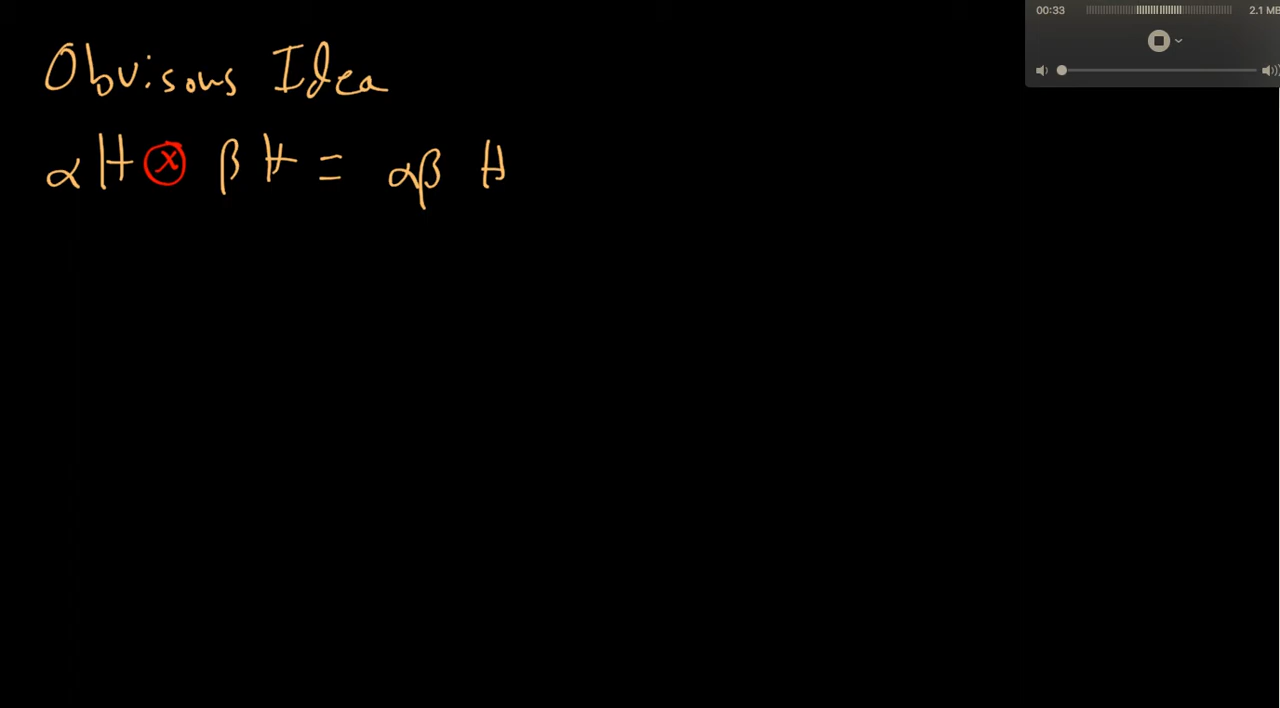 Obvisous Idea
00:33
2.1 MB
αH ⊗ βH = αβ H